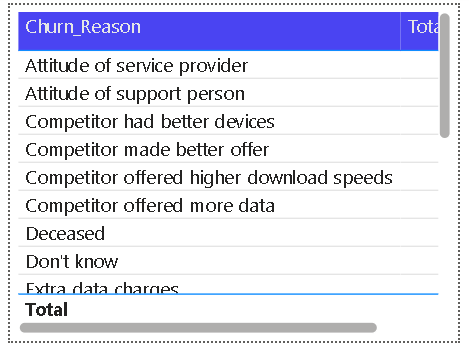 Churn_Reason Tota
Attitude of service provider
Attitude of support person
Competitor had better devices
Competitor made better offer
Competitor offered higher download speeds
Competitor offered more data
Deceased
Don't know
Extra data charges
Total